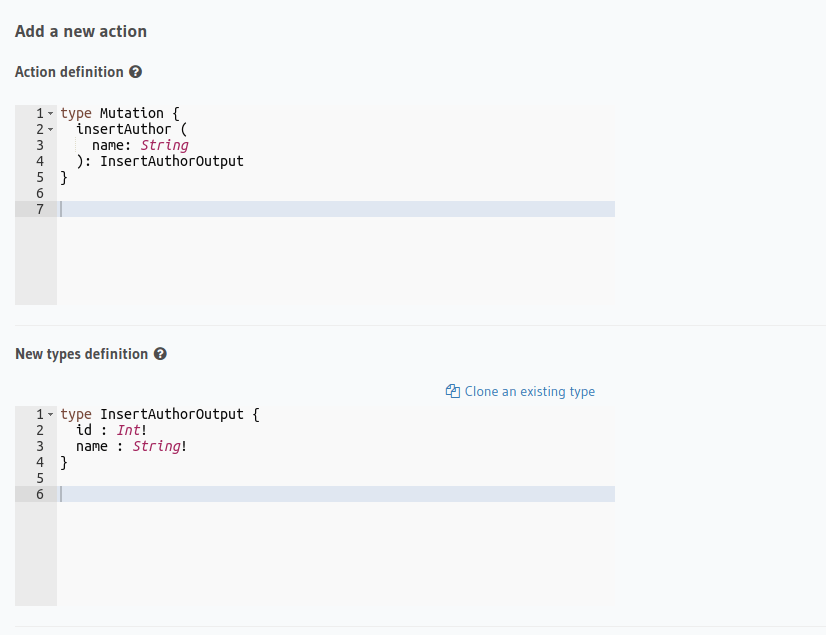 Add a new action
Action definition ?
1 type Mutation {
2 insertAuthor (
3 name: String
4 ): InsertAuthorOutput
5 }
6
7
New types definition ?
Clone an existing type
1 type InsertAuthorOutput {
2 id : Int!
3 name : String!
4 }
5
6